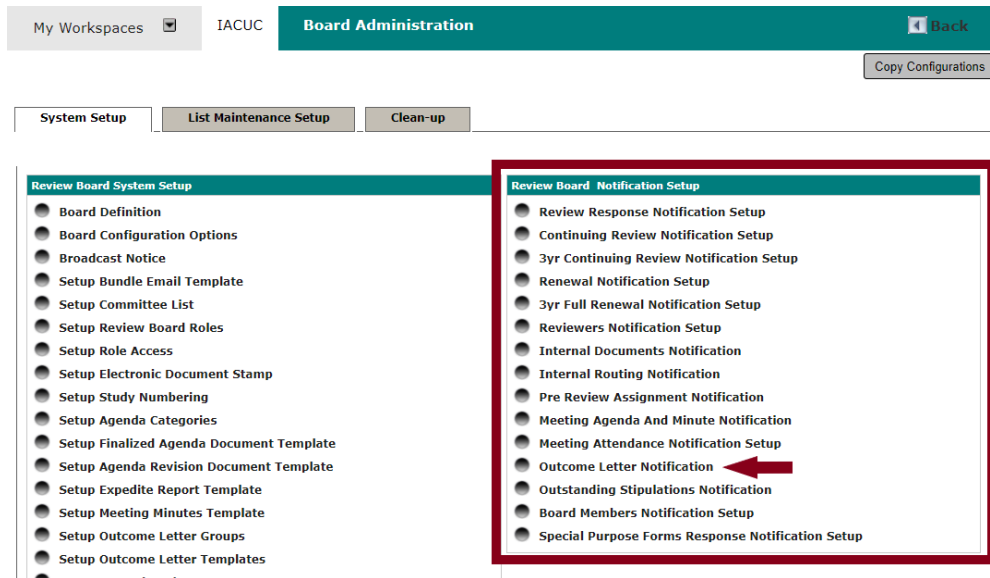 My Workspaces
IACUC
Board Administration
Back
Copy Configurations
System Setup
List Maintenance Setup
Clean-up
Review Board System Setup
Board Definition
Board Configuration Options
Broadcast Notice
Setup Bundle Email Template
Setup Committee List
Setup Review Board Roles
Setup Role Access
Setup Electronic Document Stamp
Setup Study Numbering
Setup Agenda Categories
Setup Finalized Agenda Document Template
Setup Agenda Revision Document Template
Setup Expedite Report Template
Setup Meeting Minutes Template
Setup Outcome Letter Groups
Setup Outcome Letter Templates
Review Board Notification Setup
Review Response Notification Setup
Continuing Review Notification Setup
3yr Continuing Review Notification Setup
Renewal Notification Setup
3yr Full Renewal Notification Setup
Reviewers Notification Setup
Internal Documents Notification
Internal Routing Notification
Pre Review Assignment Notification
Meeting Agenda And Minute Notification
Meeting Attendance Notification Setup
Outcome Letter Notification
Outstanding Stipulations Notification
Board Members Notification Setup
Special Purpose Forms Response Notification Setup